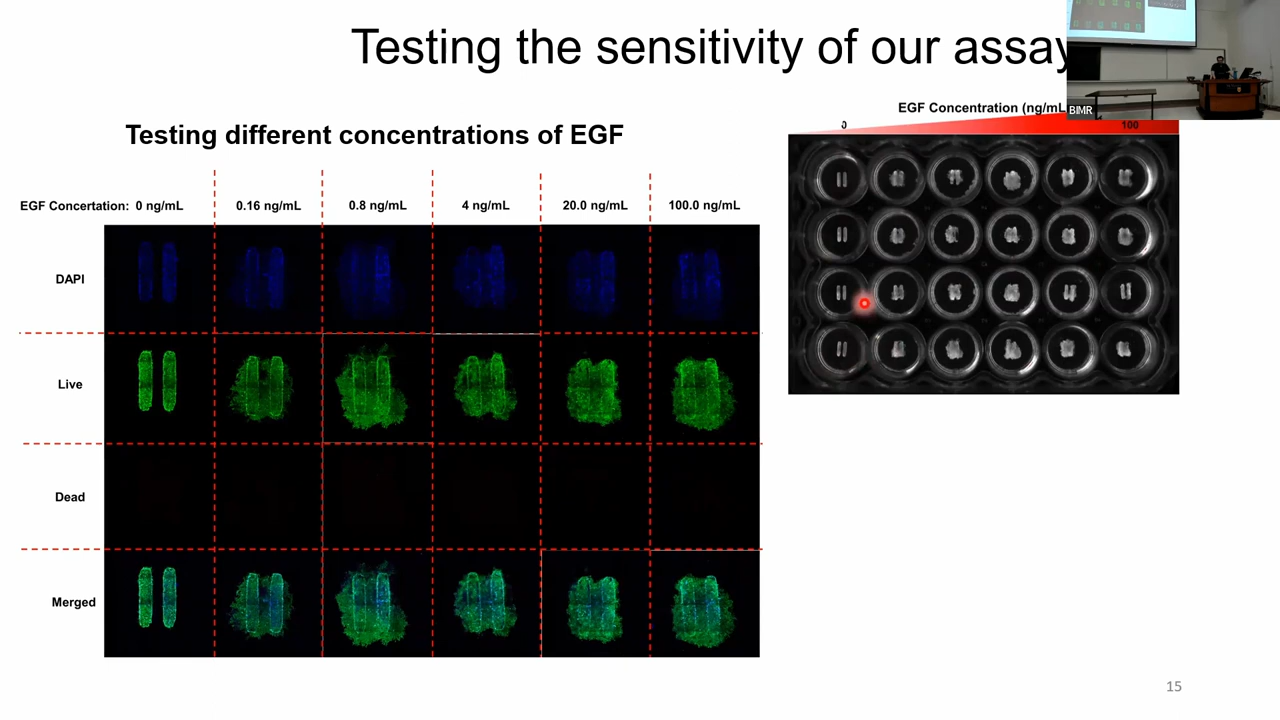 Testing the sensitivity of our assay
EGF Concentration (ng/mL
BIMR
0
100
Testing different concentrations of EGF
EGF Concertation: 0 ng/mL 0.16 ng/mL 0.8 ng/mL 4 ng/mL 20.0 ng/mL 100.0 ng/mL
DAPI
Live
Dead
Merged
15